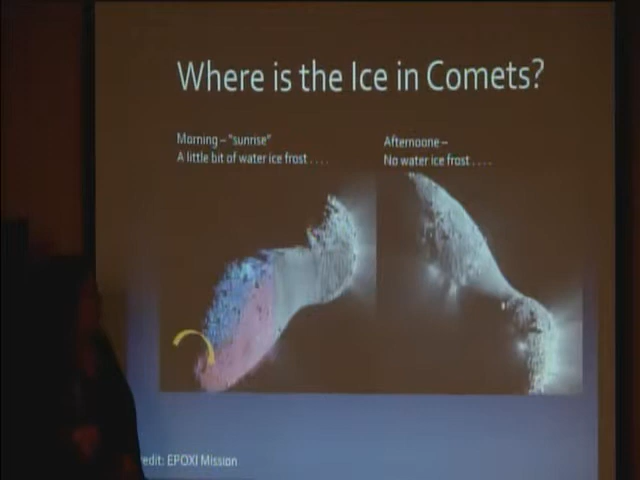 Where is the Ice in Comets?
Morning – "sunrise"
A little bit of water ice frost . . . .
Afternoone –
No water ice frost . . . .
edit: EPOXI Mission